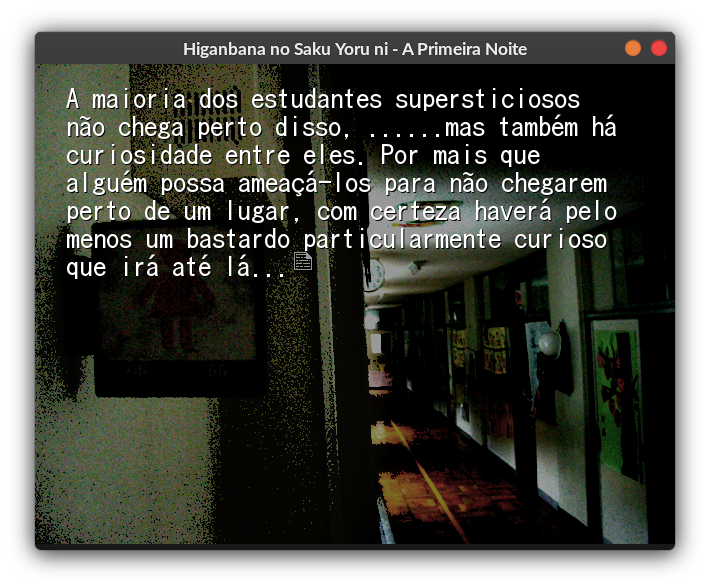 Higanbana no Saku Yoru ni - A Primeira Noite
A maioria dos estudantes supersticiosos
não chega perto disso, ......mas também há
curiosidade entre eles. Por mais que
alguém possa ameaçá-los para não chegarem
perto de um lugar, com certeza haverá pelo
menos um bastardo particularmente curioso
que irá até lá...